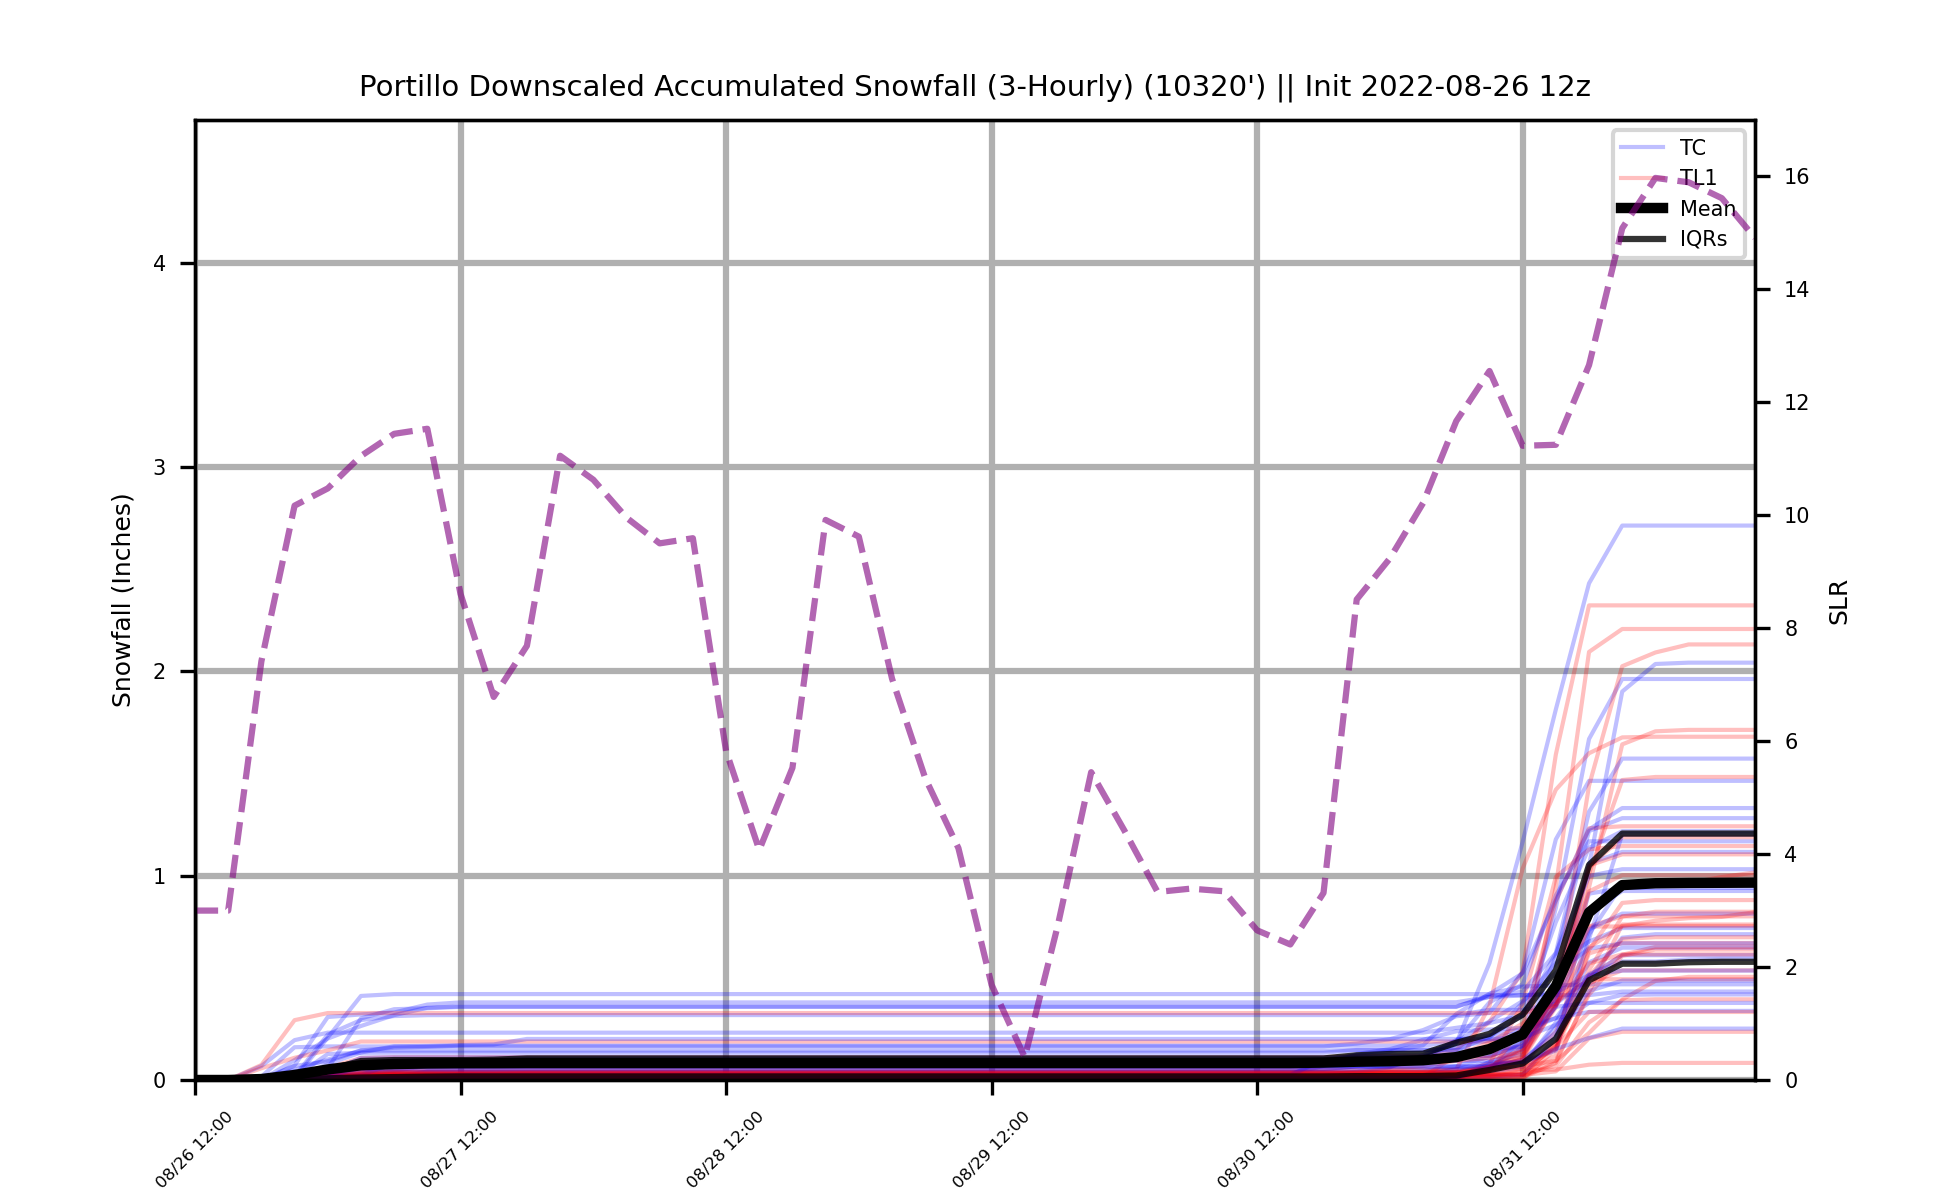 Portillo Downscaled Accumulated Snowfall (3-Hourly) (10320') || Init 2022-08-26 12z
TC
TL1
Mean
IQRs
Snowfall (Inches)
4
3
2
1
0
16
14
12
10
8
6
4
2
0
SLR
08/26 12:00
08/27 12:00
08/28 12:00
08/29 12:00
08/30 12:00
08/31 12:00